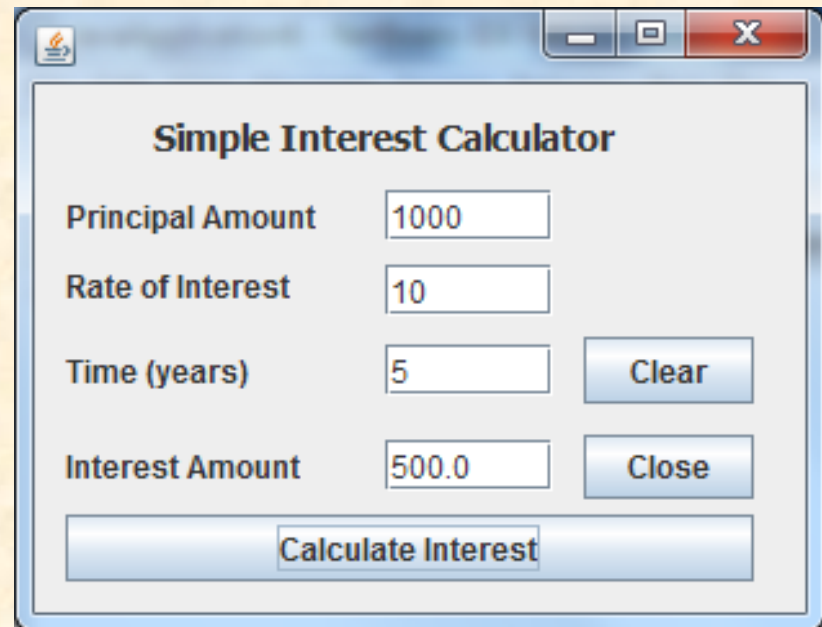 Simple Interest Calculator
Principal Amount 1000
Rate of Interest 10
Time (years) 5 Clear
Interest Amount 500.0 Close
Calculate Interest